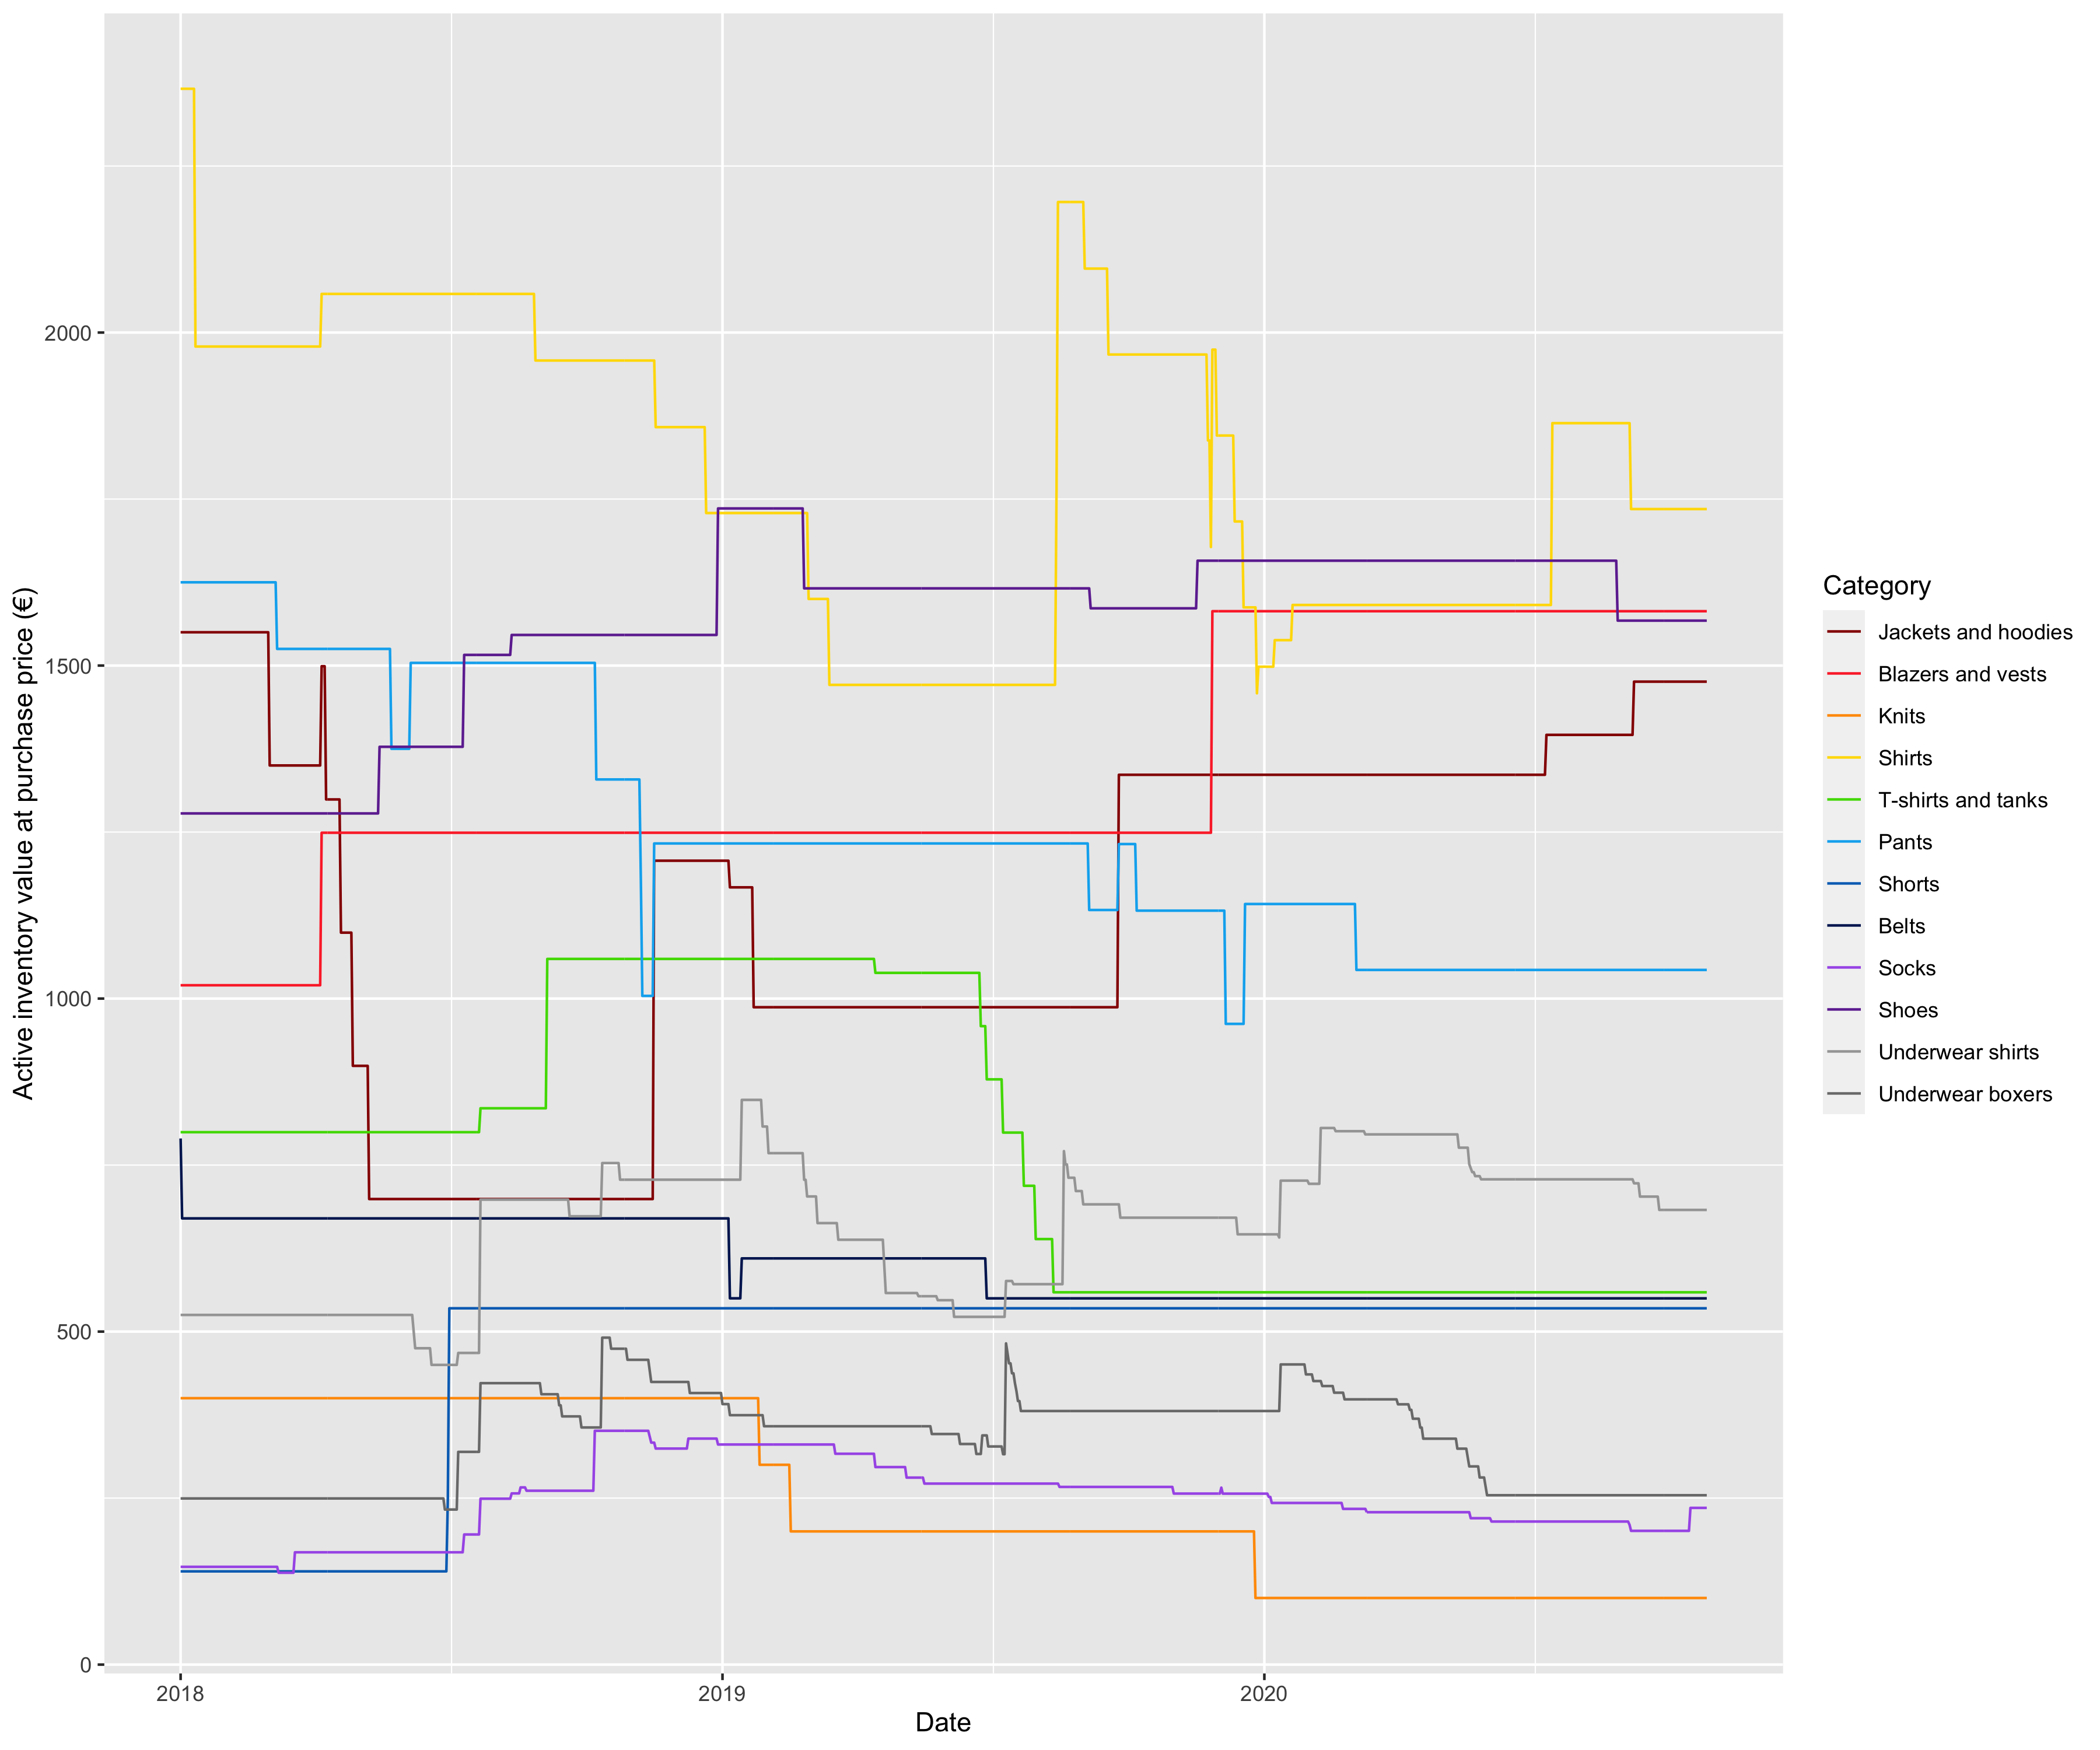 Active inventory value at purchase price (€)
2000
1500
1000
500
0
2018
2019
2020
Date
Category
Jackets and hoodies
Blazers and vests
Knits
Shirts
T-shirts and tanks
Pants
Shorts
Belts
Socks
Shoes
Underwear shirts
Underwear boxers